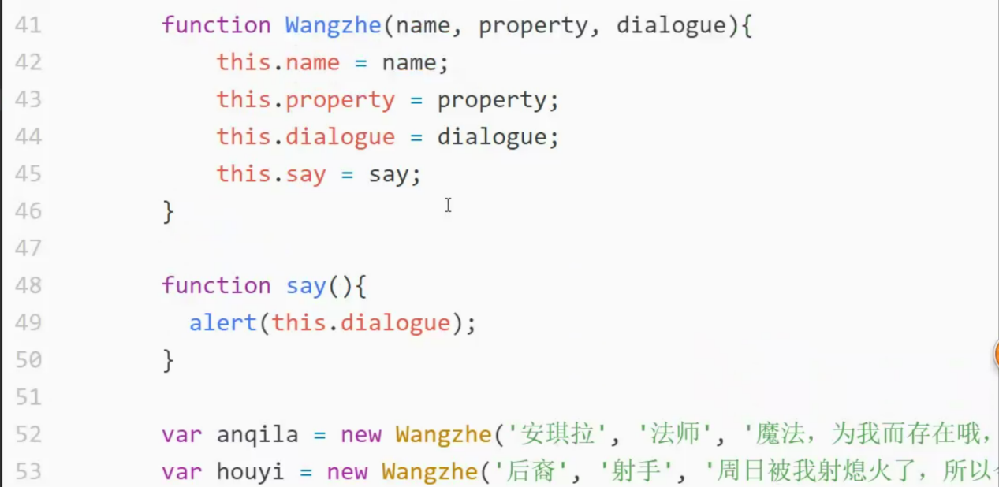 41 function Wangzhe(name, property, dialogue){
42 this.name = name;
43 this.property = property;
44 this.dialogue = dialogue;
45 this.say = say;
46 }
47
48 function say(){
49 alert(this.dialogue);
50 }
51
52 var anqila = new Wangzhe('安琪拉', '法师', '魔法，为我而存在哦，
53 var houyi = new Wangzhe('后裔', '射手', '周日被我射熄火了，所以